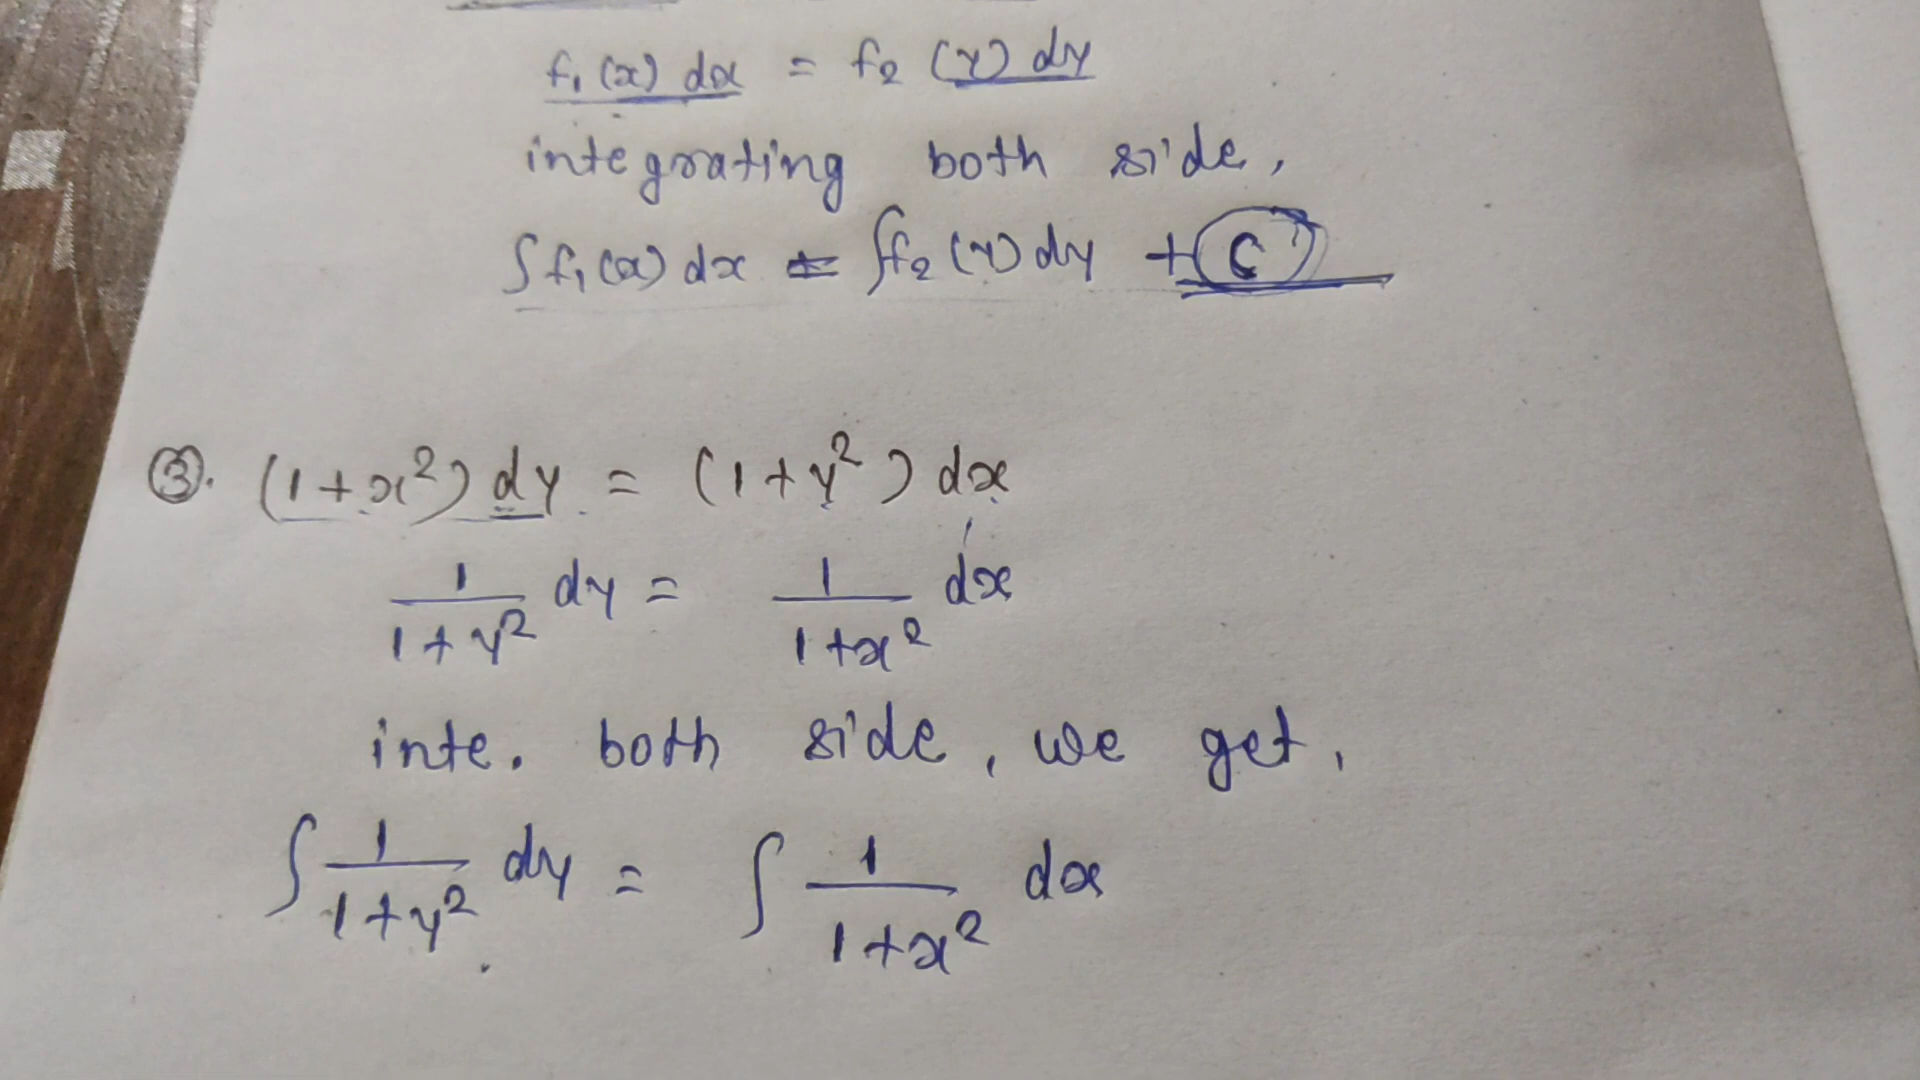 f₁ (x) dx = f₂ (y) dy
integrating both side,
∫ f₁ (x) dx = ∫f₂ (y) dy + C
③. (1+x²) dy = (1+y²) dx
1/(1+y²) dy = 1/(1+x²) dx
inte. both side, we get,
∫ 1/(1+y²) dy = ∫ 1/(1+x²) dx